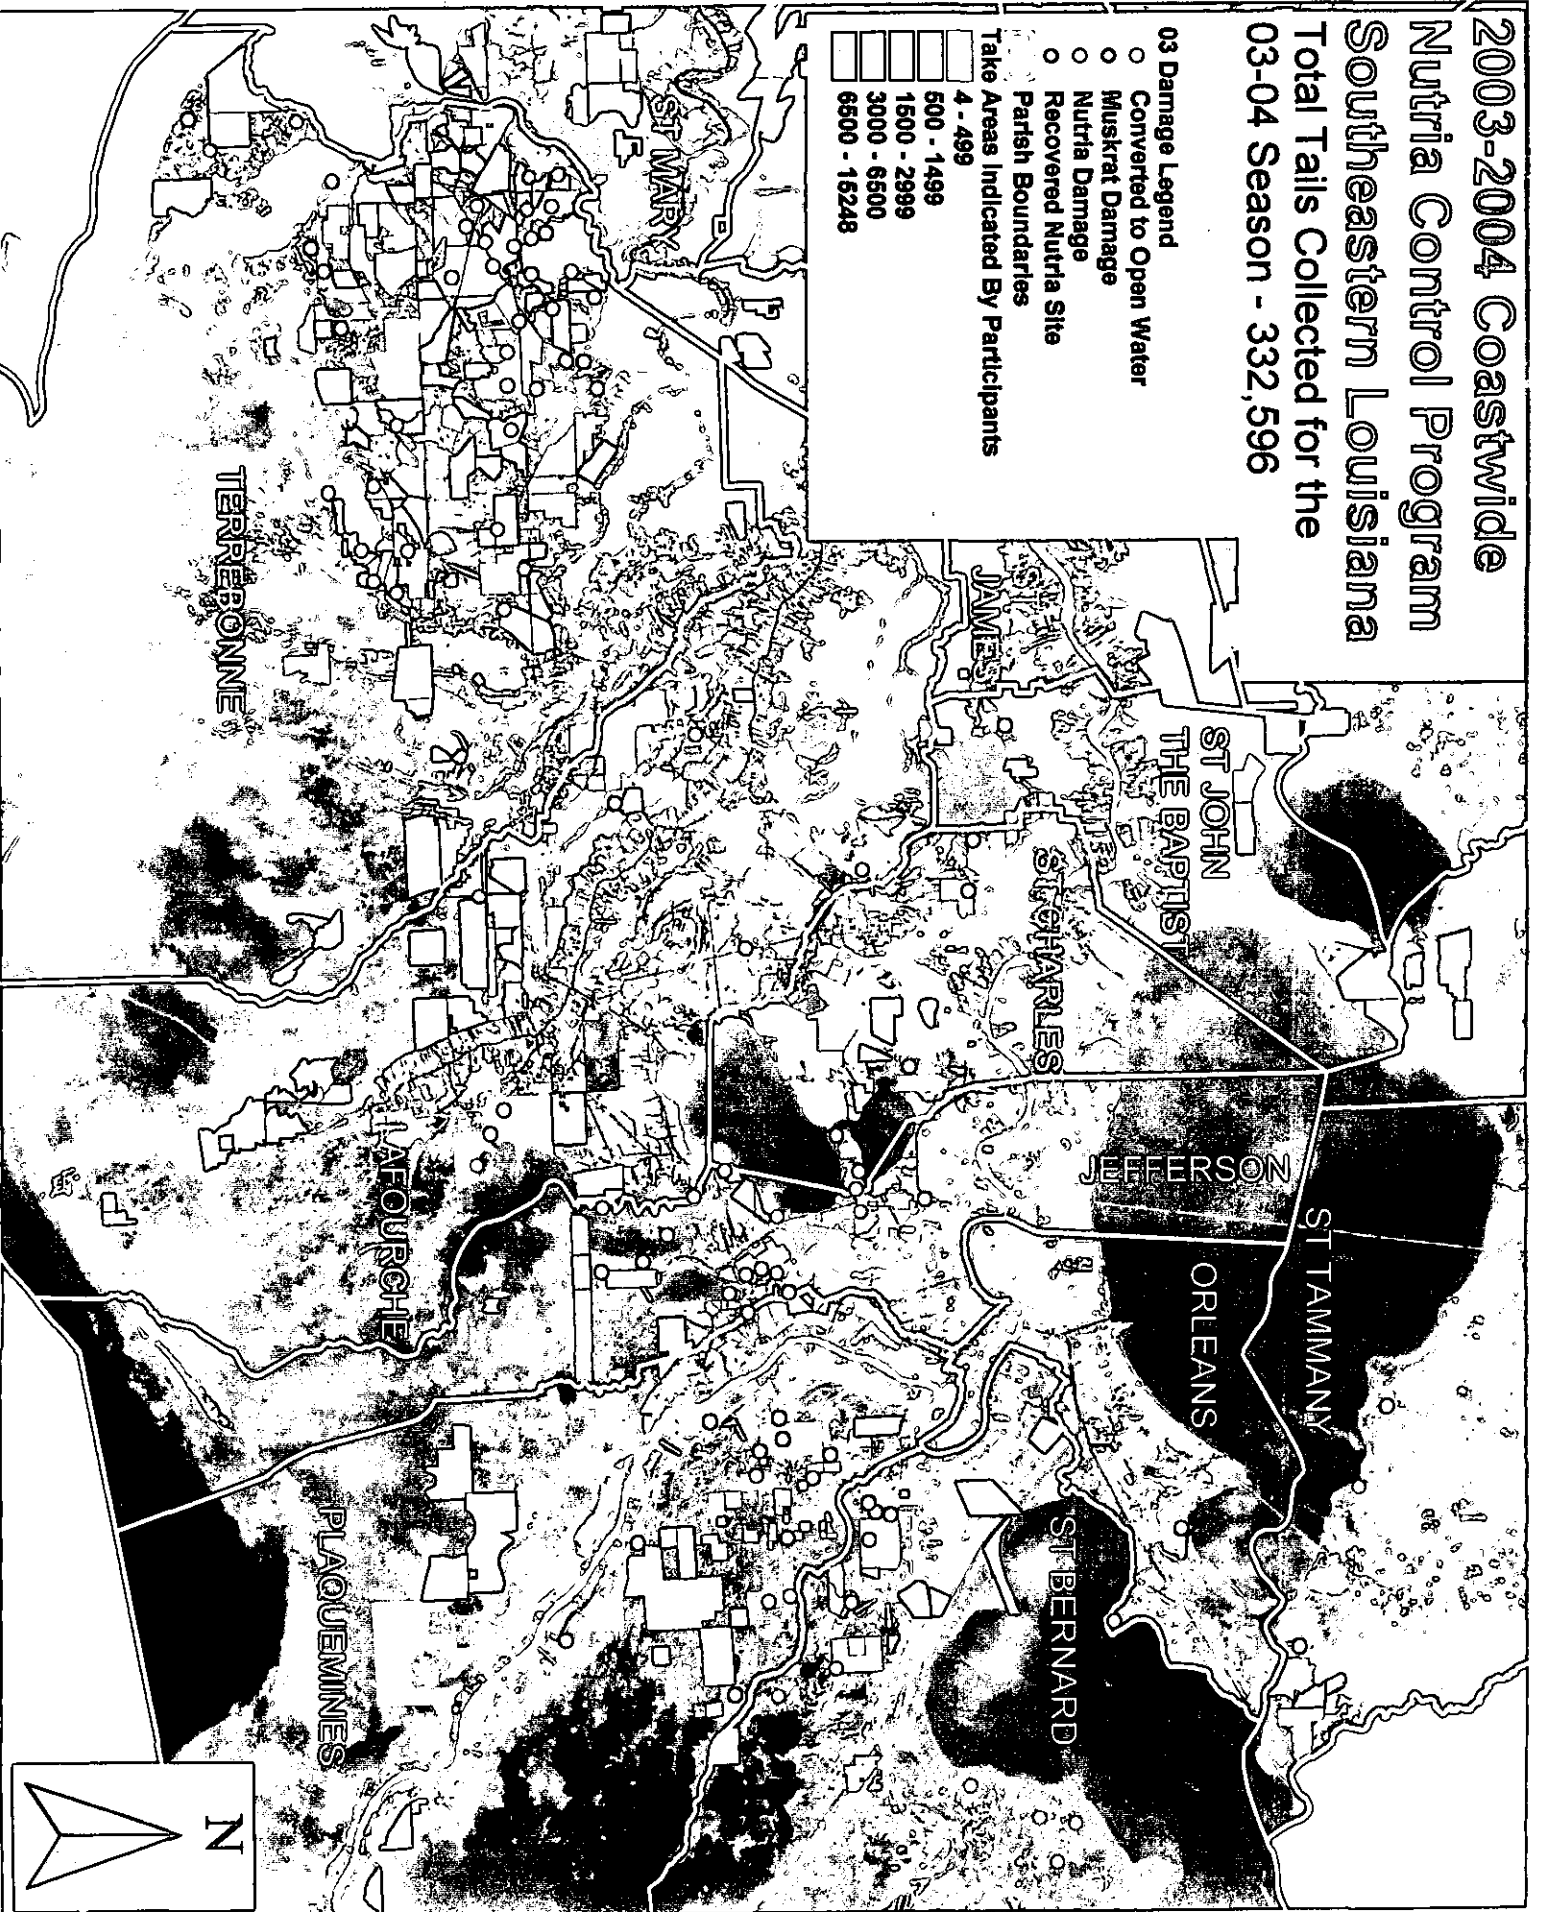 2003-2004 Coastwide
Nutria Control Program
Southeastern Louisiana
Total Tails Collected for the
03-04 Season - 332,596
03 Damage Legend
Converted to Open Water
Muskrat Damage
Nutria Damage
Recovered Nutria Site
Parish Boundaries
Take Areas Indicated By Participants
4 - 499
500 - 1499
1500 - 2999
3000 - 6500
6500 - 15248
ST TAMMANY
ORLEANS
JEFFERSON
ST JOHN
THE BAPTIST
ST CHARLES
ST BERNARD
JAMES
ST MARY
LAFOURCHE
PLAQUEMINES
TERREBONNE
N